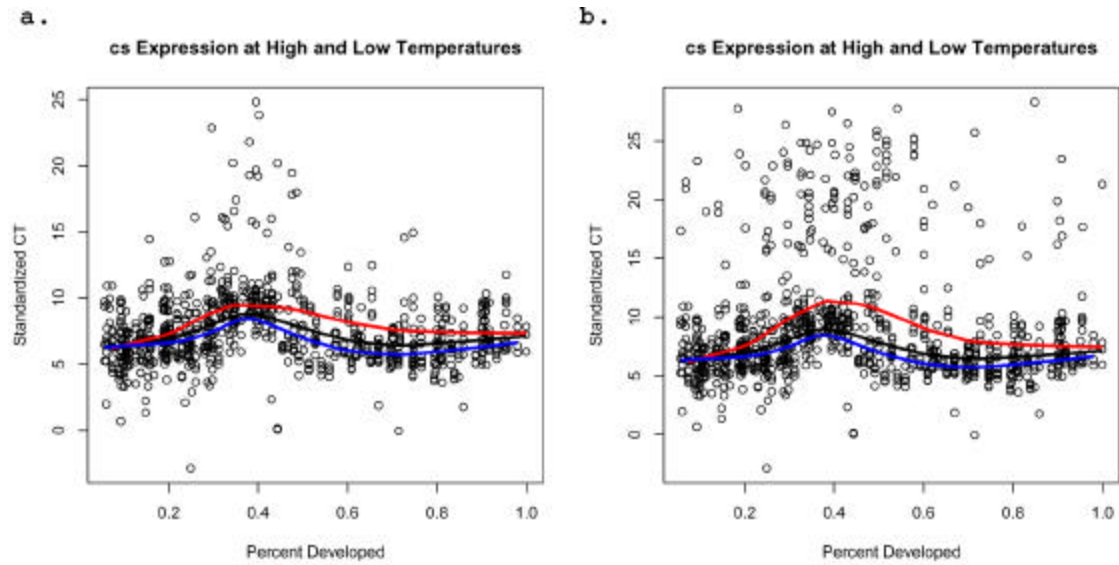 a.
cs Expression at High and Low Temperatures
Standardized CT
25
20
15
10
5
0
0.2 0.4 0.6 0.8 1.0
Percent Developed
b.
cs Expression at High and Low Temperatures
Standardized CT
25
20
15
10
5
0
0.2 0.4 0.6 0.8 1.0
Percent Developed